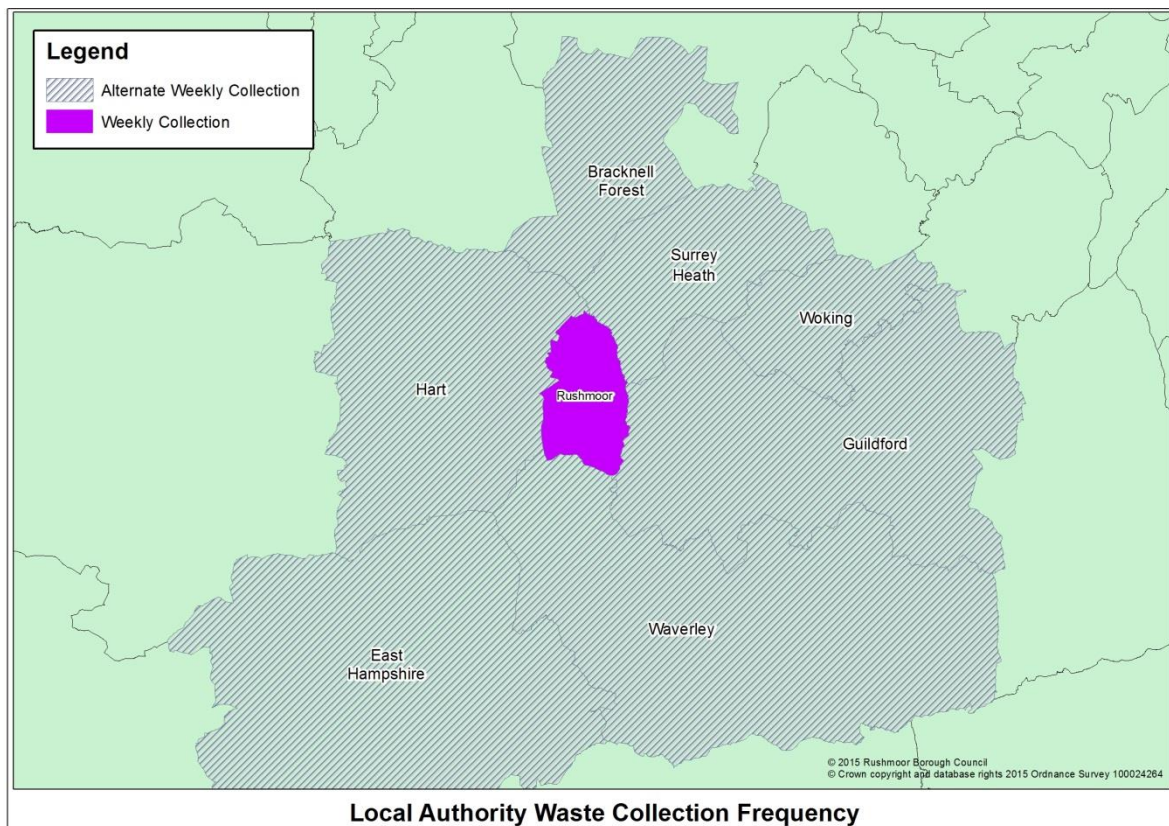 Legend
Alternate Weekly Collection
Weekly Collection
Bracknell
Forest
Surrey
Heath
Woking
Hart
Rushmoor
Guildford
Waverley
East
Hampshire
© 2015 Rushmoor Borough Council
© Crown copyright and database rights 2015 Ordnance Survey 100024264
Local Authority Waste Collection Frequency